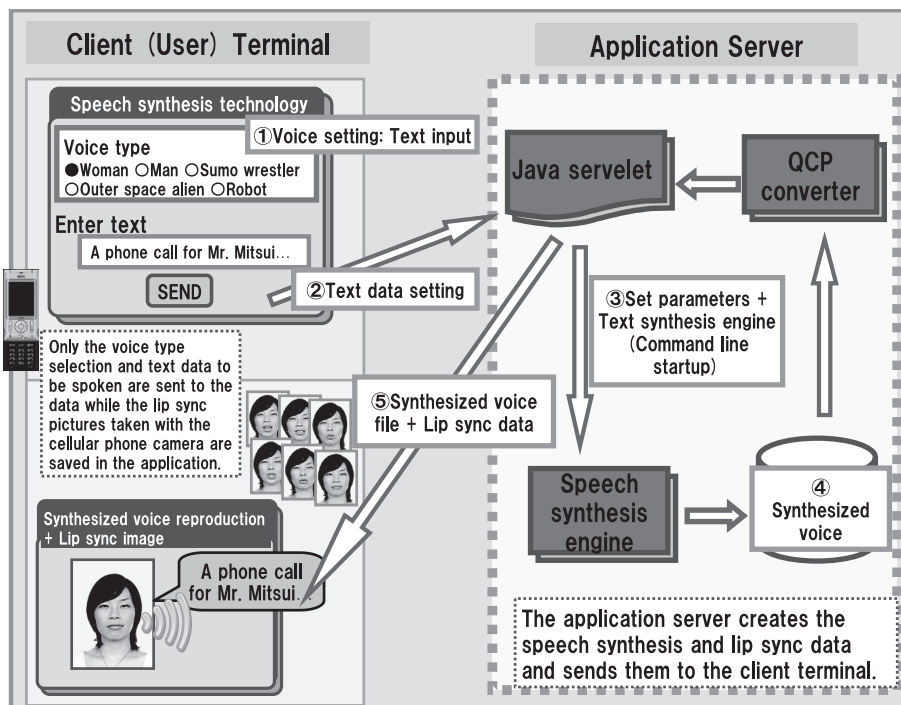 Client (User) Terminal
Application Server
Speech synthesis technology
①Voice setting: Text input
Voice type
●Woman ○Man ○Sumo wrestler
○Outer space alien ○Robot
Enter text
A phone call for Mr. Mitsui...
SEND
②Text data setting
Only the voice type
selection and text data to
be spoken are sent to the
data while the lip sync
pictures taken with the
cellular phone camera are
saved in the application.
⑤Synthesized voice
file + Lip sync data
Synthesized voice reproduction
+ Lip sync image
A phone call
for Mr. Mitsui...
Java servelet
QCP
converter
③Set parameters +
Text synthesis engine
(Command line
startup)
Speech
synthesis
engine
④
Synthesized
voice
The application server creates the
speech synthesis and lip sync data
and sends them to the client terminal.